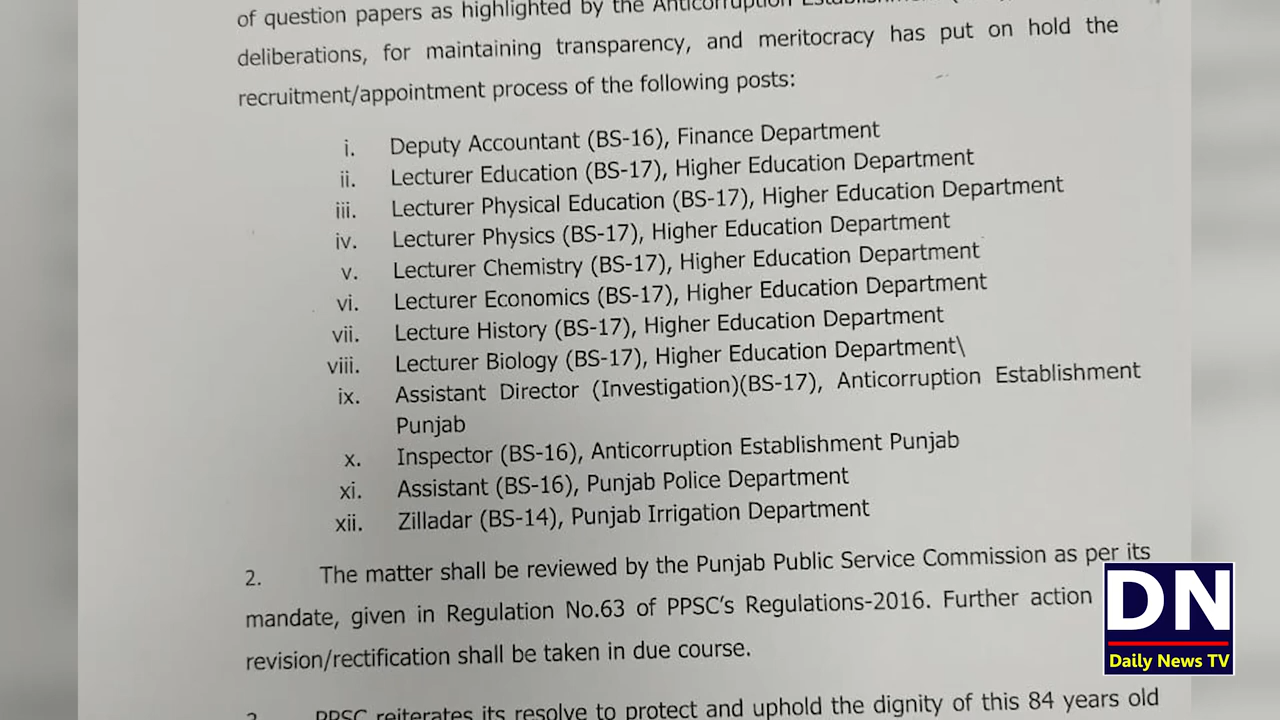 of question papers as highlighted by the Anticorruption
deliberations, for maintaining transparency, and meritocracy has put on hold the
recruitment/appointment process of the following posts:
i. Deputy Accountant (BS-16), Finance Department
ii. Lecturer Education (BS-17), Higher Education Department
iii. Lecturer Physical Education (BS-17), Higher Education Department
iv. Lecturer Physics (BS-17), Higher Education Department
v. Lecturer Chemistry (BS-17), Higher Education Department
vi. Lecturer Economics (BS-17), Higher Education Department
vii. Lecture History (BS-17), Higher Education Department
viii. Lecturer Biology (BS-17), Higher Education Department\
ix. Assistant Director (Investigation)(BS-17), Anticorruption Establishment
Punjab
x. Inspector (BS-16), Anticorruption Establishment Punjab
xi. Assistant (BS-16), Punjab Police Department
xii. Zilladar (BS-14), Punjab Irrigation Department
2. The matter shall be reviewed by the Punjab Public Service Commission as per its
mandate, given in Regulation No.63 of PPSC's Regulations-2016. Further action
revision/rectification shall be taken in due course.
PPSC reiterates its resolve to protect and uphold the dignity of this 84 years old
DN
Daily News TV